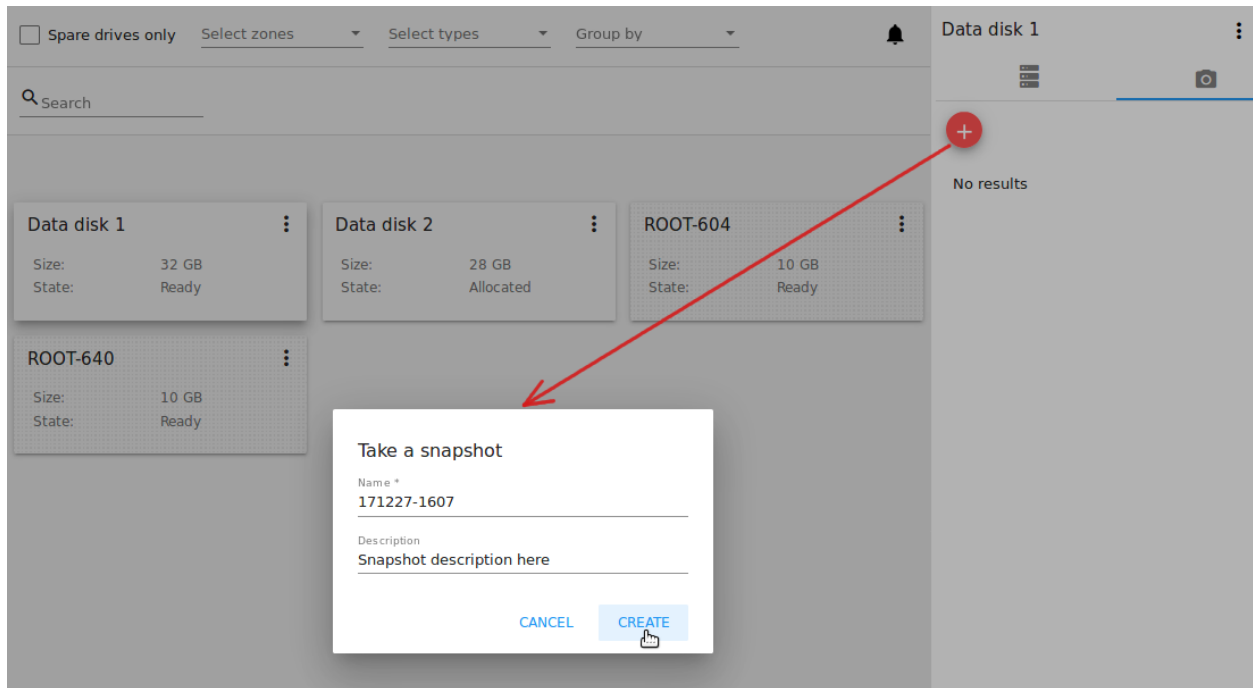 Spare drives only Select zones Select types Group by
Search
Data disk 1
Size: 32 GB
State: Ready
Data disk 2
Size: 28 GB
State: Allocated
ROOT-604
Size: 10 GB
State: Ready
ROOT-640
Size: 10 GB
State: Ready
Data disk 1
No results
Take a snapshot
Name *
171227-1607
Description
Snapshot description here
CANCEL CREATE